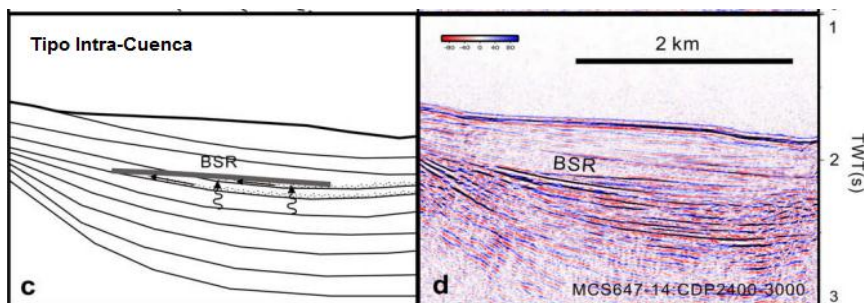 Tipo Intra-Cuenca
BSR
c
-80 -40 0 40 80
2 km
BSR
d
MCS647-14 CDP2400-3000
1
2
3
TWT(s)